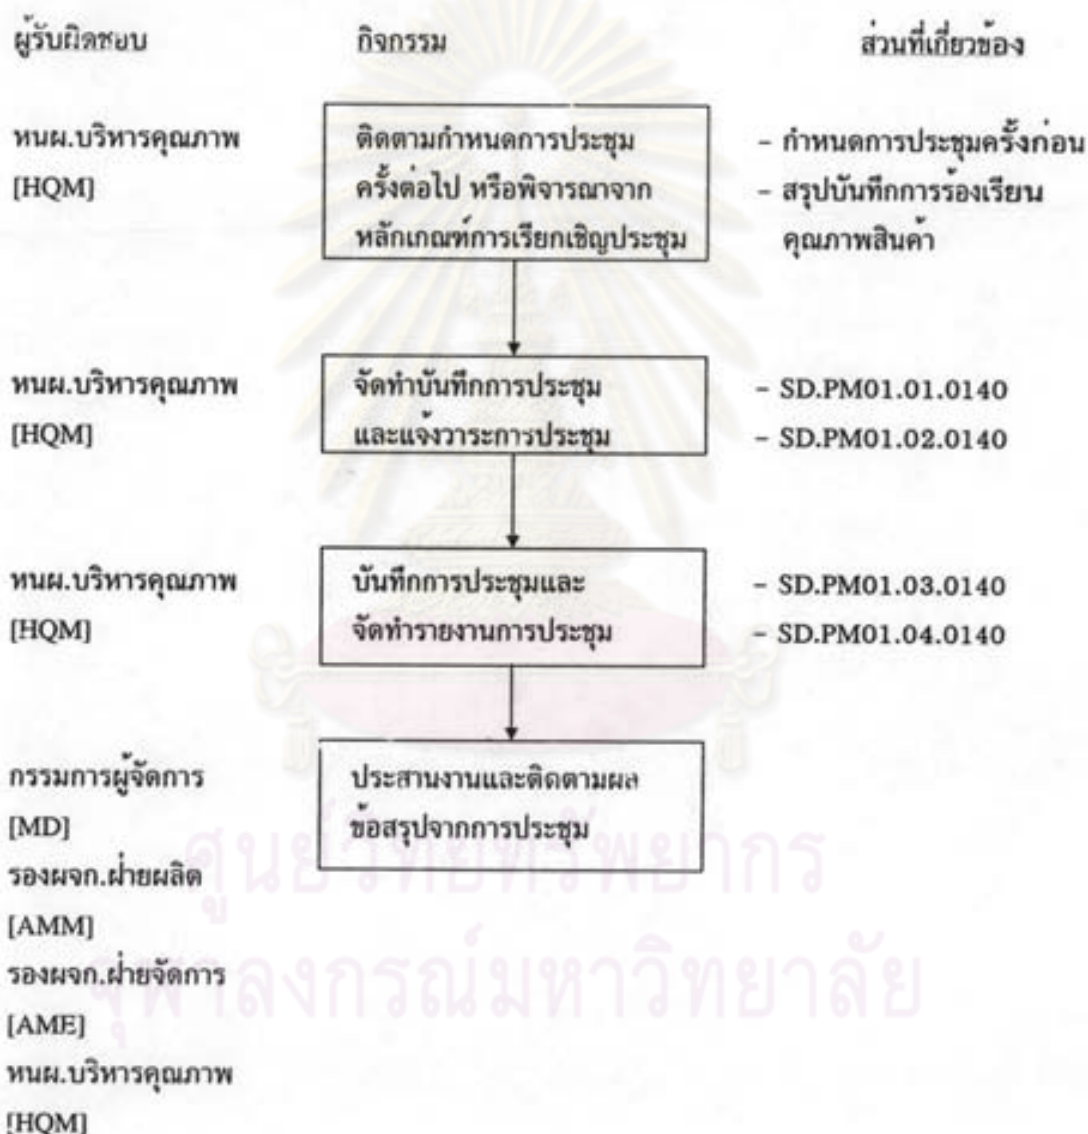 ผู้รับผิดชอบ กิจกรรม ส่วนที่เกี่ยวข้อง
หนผ.บริหารคุณภาพ ติดตามกำหนดการประชุม - กำหนดการประชุมครั้งก่อน
[HQM] ครั้งต่อไป หรือพิจารณาจาก - สรุปบันทึกการร้องเรียน
หลักเกณฑ์การเรียกเชิญประชุม คุณภาพสินค้า
หนผ.บริหารคุณภาพ จัดทำบันทึกการประชุม - SD.PM01.01.0140
[HQM] และแจ้งวาระการประชุม - SD.PM01.02.0140
หนผ.บริหารคุณภาพ บันทึกการประชุมและ - SD.PM01.03.0140
[HQM] จัดทำรายงานการประชุม - SD.PM01.04.0140
กรรมการผู้จัดการ ประสานงานและติดตามผล
[MD] ข้อสรุปจากการประชุม
รองผจก.ฝ่ายผลิต
[AMM]
รองผจก.ฝ่ายจัดการ
[AME]
หนผ.บริหารคุณภาพ
[HQM]
ศูนย์วิทยทรัพยากร
จุฬาลงกรณ์มหาวิทยาลัย